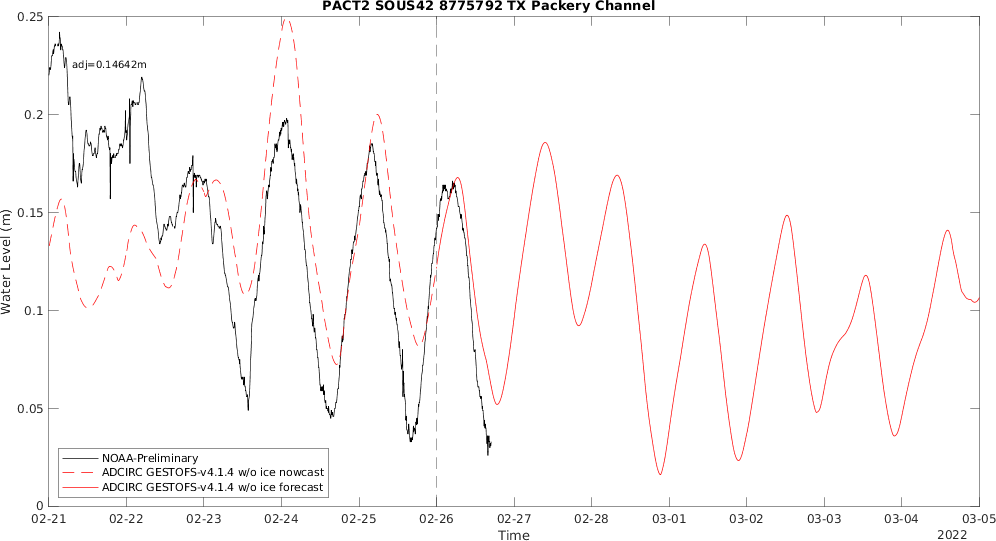 PACT2 SOUS42 8775792 TX Packery Channel
0.25
0.2
0.15
0.1
0.05
0
Water Level (m)
adj=0.14642m
NOAA-Preliminary
ADCIRC GESTOFS-v4.1.4 w/o ice nowcast
ADCIRC GESTOFS-v4.1.4 w/o ice forecast
02-21 02-22 02-23 02-24 02-25 02-26 02-27 02-28 03-01 03-02 03-03 03-04 03-05
Time
2022